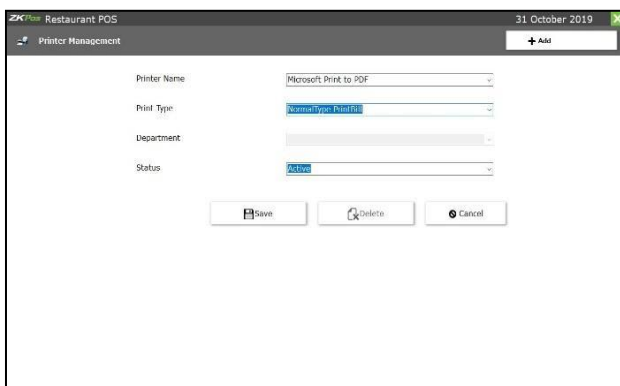 ZKPos Restaurant POS 31 October 2019 X
Printer Management + Add
Printer Name Microsoft Print to PDF
Print Type NormalType PrintBill
Department
Status Active
Save Delete Cancel